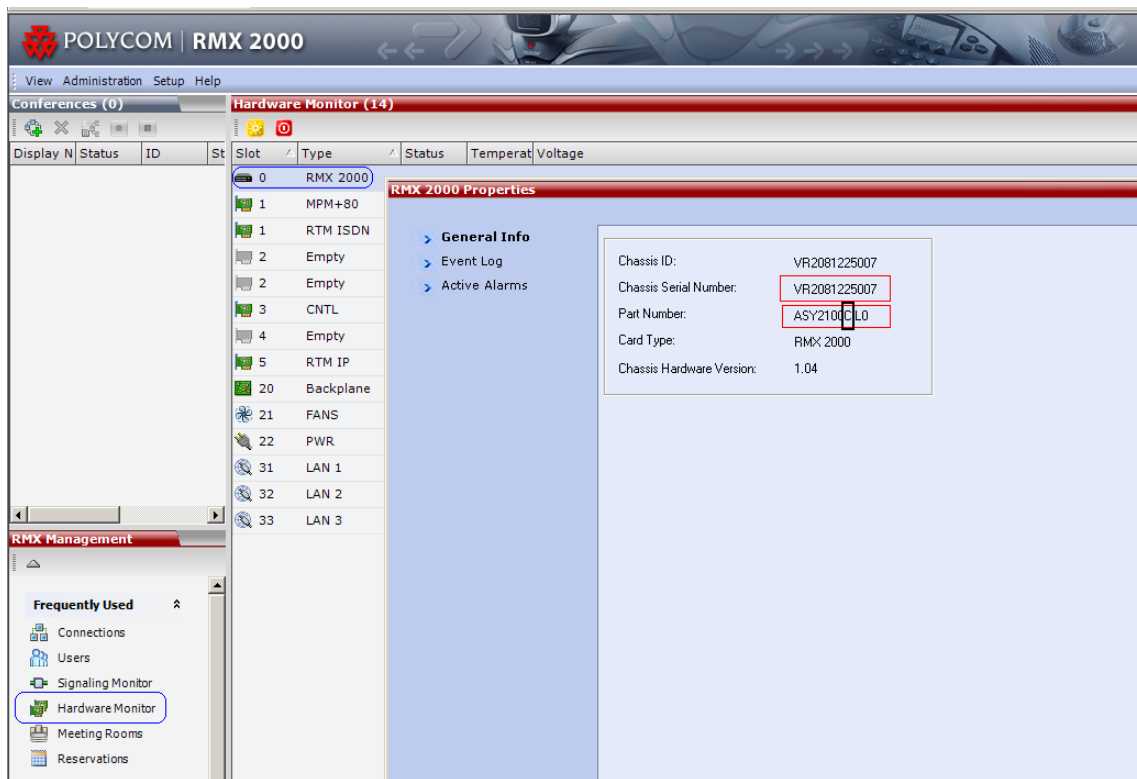 POLYCOM | RMX 2000
View Administration Setup Help
Conferences (0)
Display N Status ID St
Hardware Monitor (14)
Slot Type Status Temperat Voltage
0 RMX 2000
1 MPM+80
1 RTM ISDN
2 Empty
2 Empty
3 CNTL
4 Empty
5 RTM IP
20 Backplane
21 FANS
22 PWR
31 LAN 1
32 LAN 2
33 LAN 3
RMX 2000 Properties
General Info
Event Log
Active Alarms
Chassis ID: VR2081225007
Chassis Serial Number: VR2081225007
Part Number: ASY2100C L0
Card Type: RMX 2000
Chassis Hardware Version: 1.04
RMX Management
Frequently Used
Connections
Users
Signaling Monitor
Hardware Monitor
Meeting Rooms
Reservations